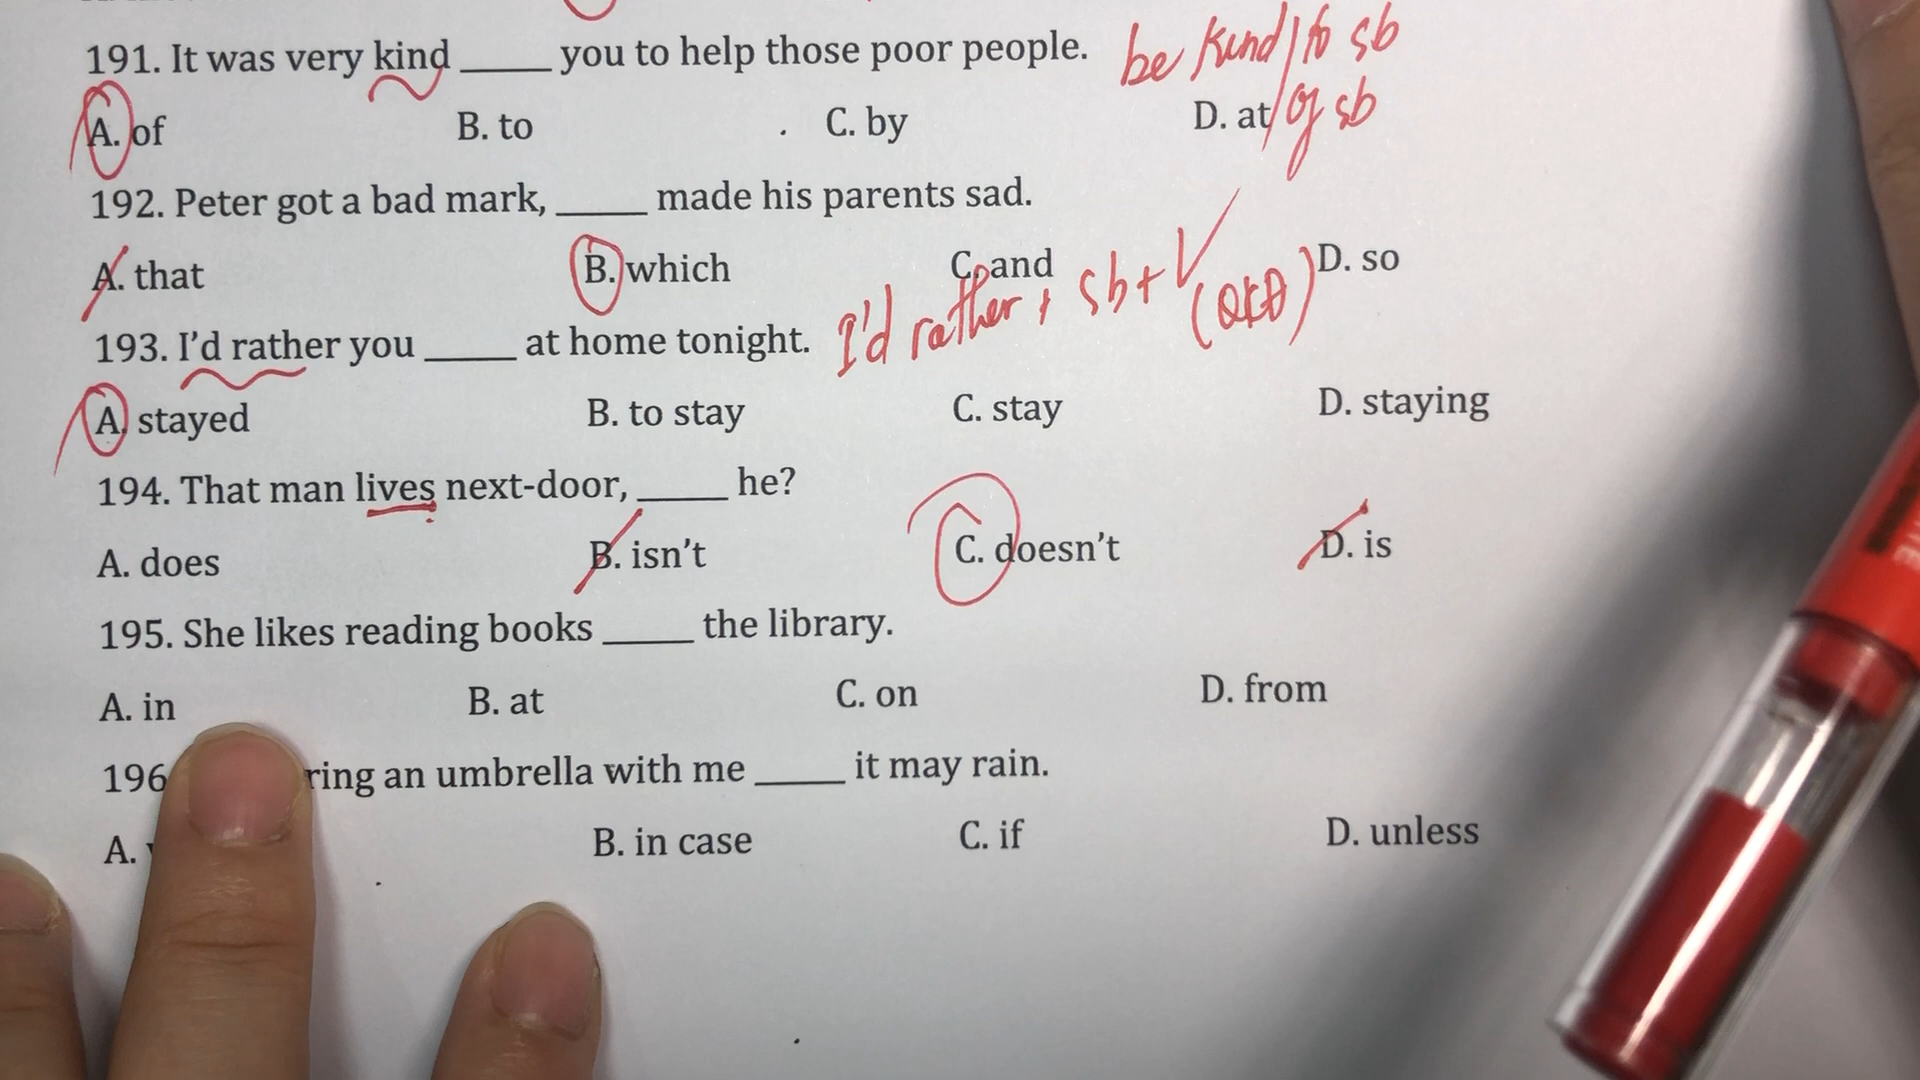 191. It was very kind _____ you to help those poor people. be kind to sb
A. of B. to C. by D. at of sb
192. Peter got a bad mark, _____ made his parents sad.
A. that B. which C. and D. so
193. I'd rather you _____ at home tonight. I'd rather + sb + V (QKĐ)
A. stayed B. to stay C. stay D. staying
194. That man lives next-door, _____ he?
A. does B. isn't C. doesn't D. is
195. She likes reading books _____ the library.
A. in B. at C. on D. from
196 ring an umbrella with me _____ it may rain.
A. B. in case C. if D. unless